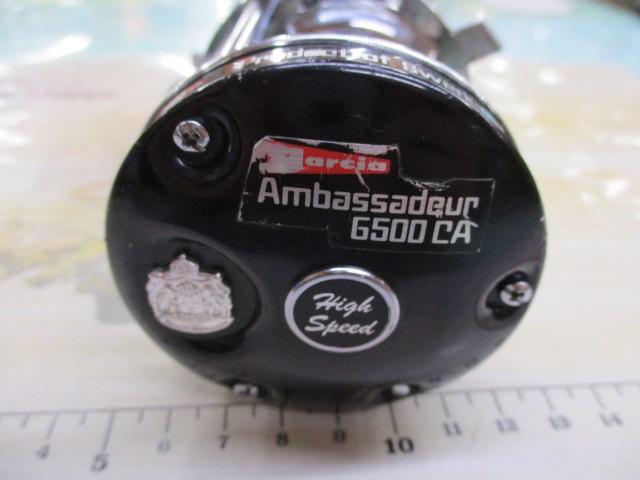 Product of Sweden
Garcia
Ambassadeur
6500 CA
High
Speed
11 12 13 14
4 5 6 7 8 9 10